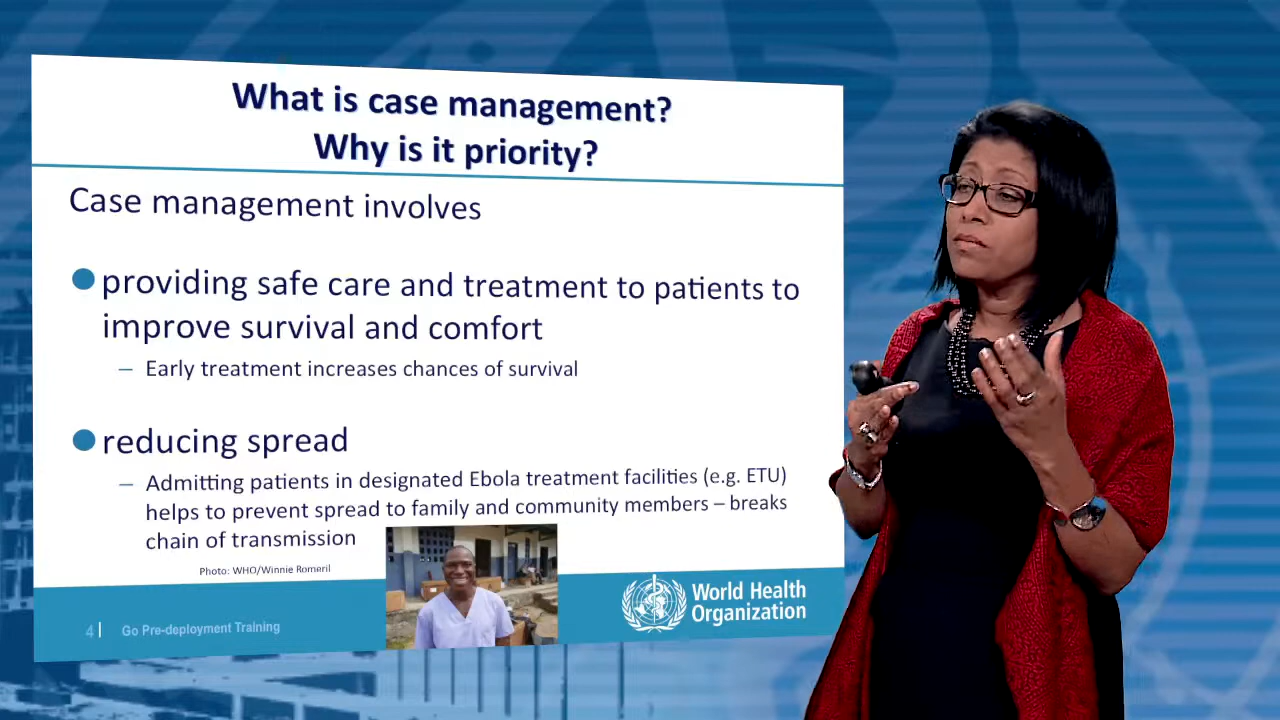 What is case management?
Why is it priority?
Case management involves
providing safe care and treatment to patients to
improve survival and comfort
– Early treatment increases chances of survival
reducing spread
– Admitting patients in designated Ebola treatment facilities (e.g. ETU)
helps to prevent spread to family and community members – breaks
chain of transmission
Photo: WHO/Winnie Romeril
4 | Go Pre-deployment Training
World Health
Organization